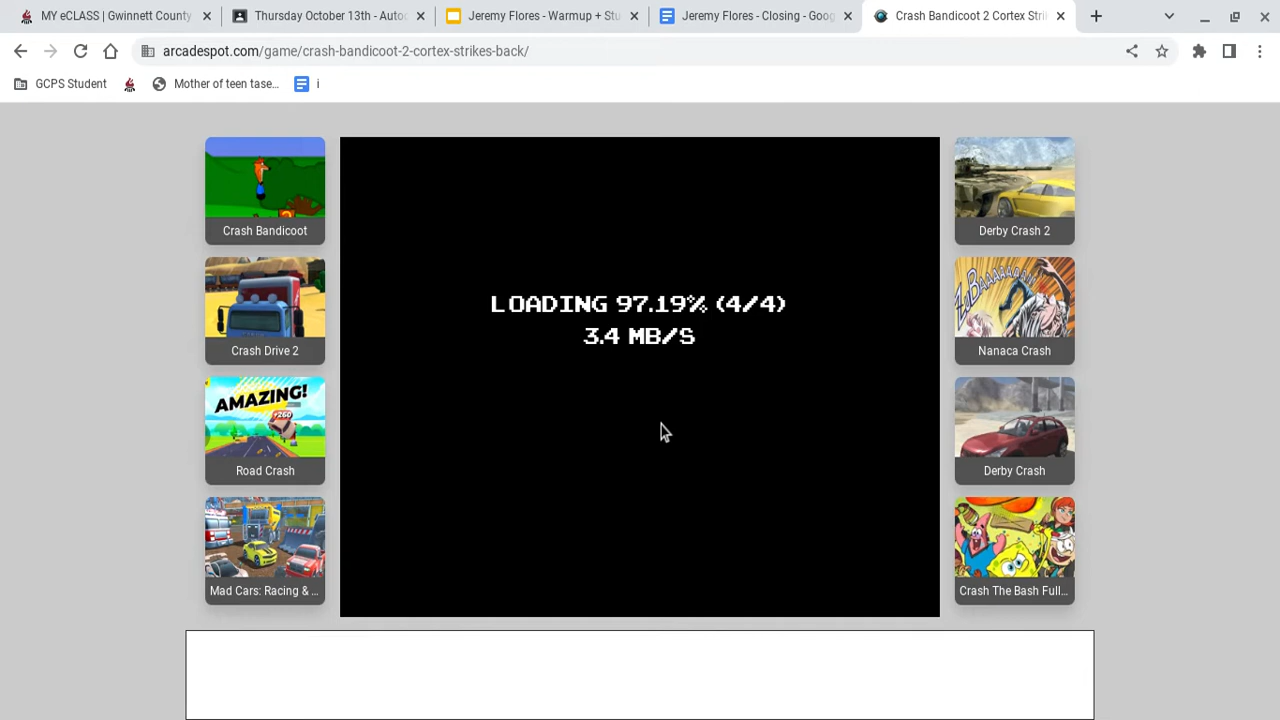 MY eCLASS | Gwinnett County
Thursday October 13th - Au
Jeremy Flores - Warmup + Stu
Jeremy Flores - Closing - Goog
Crash Bandicoot 2 Cortex Stri
arcadespot.com/game/crash-bandicoot-2-cortex-strikes-back/
GCPS Student
Mother of teen tase...
i
Crash Bandicoot
Crash Drive 2
AMAZING!
+260
Road Crash
Mad Cars: Racing & ...
LOADING 97.19% (4/4)
3.4 MB/S
Derby Crash 2
Nanaca Crash
Derby Crash
Crash The Bash Full...